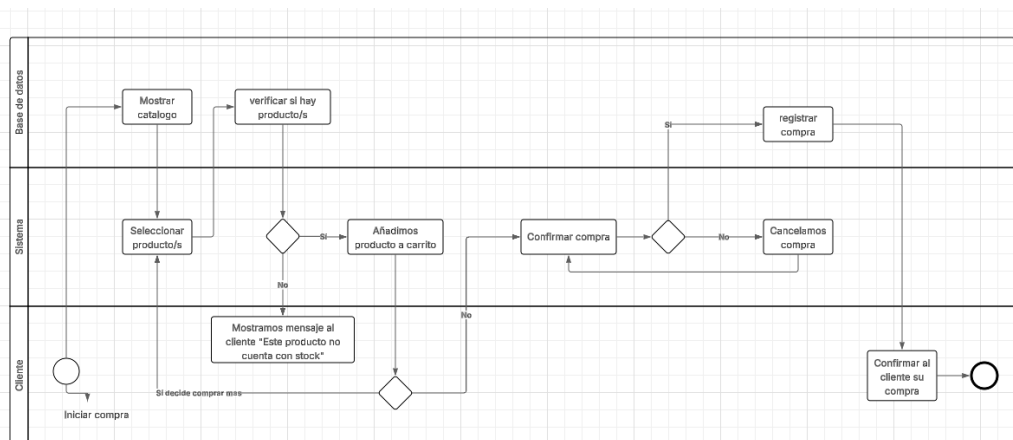 Base de datos
Mostrar
catalogo
verificar si hay
producto/s
Si
registrar
compra
Sistema
Seleccionar
producto/s
Si
Añadimos
producto a carrito
Confirmar compra
No
Cancelamos
compra
No
No
Cliente
Mostramos mensaje al
cliente "Este producto no
cuenta con stock"
Si decide comprar mas
Confirmar al
cliente su
compra
Iniciar compra